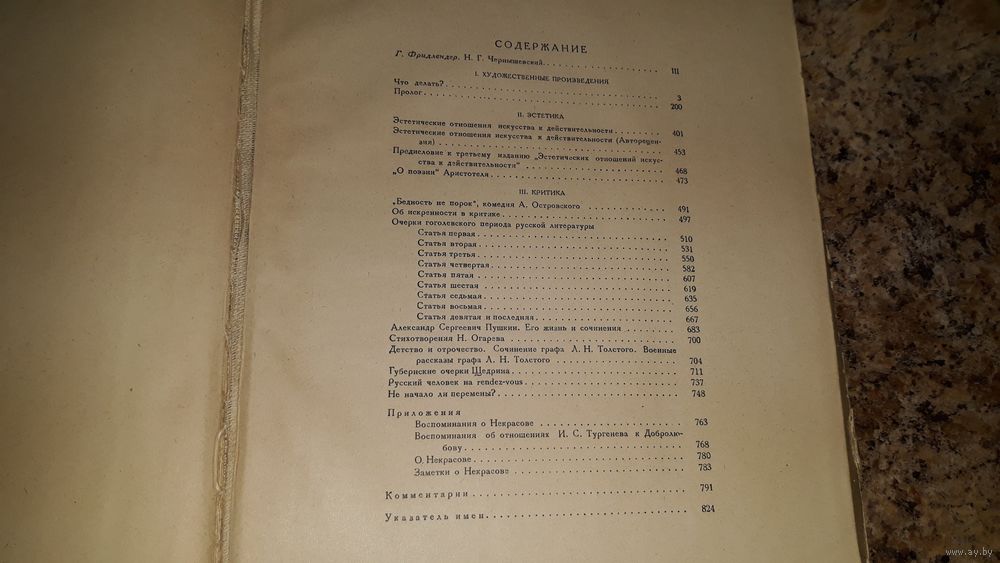 СОДЕРЖАНИЕ
Г. Фридлендер. Н. Г. Чернышевский. III
I. ХУДОЖЕСТВЕННЫЕ ПРОИЗВЕДЕНИЯ
Что делать? 3
Пролог 200
II. ЭСТЕТИКА
Эстетические отношения искусства к действительности 401
Эстетические отношения искусства к действительности (Авторецен-
зия) 453
Предисловие к третьему изданию „Эстетических отношений искус-
ства к действительности“ 468
„О поэзии“ Аристотеля 473
III. КРИТИКА
„Бедность не порок“, комедия А. Островского 491
Об искренности в критике 497
Очерки гоголевского периода русской литературы
Статья первая 510
Статья вторая 531
Статья третья 550
Статья четвертая 582
Статья пятая 607
Статья шестая 619
Статья седьмая 635
Статья восьмая 656
Статья девятая и последняя 667
Александр Сергеевич Пушкин. Его жизнь и сочинения 683
Стихотворения Н. Огарева 700
Детство и отрочество. Сочинение графа Л. Н. Толстого. Военные
рассказы графа Л. Н. Толстого 704
Губернские очерки Щедрина 711
Русский человек на rendez-vous 737
Не начало ли перемены? 748
Приложения
Воспоминания о Некрасове 763
Воспоминания об отношениях И. С. Тургенева к Добролю-
бову 768
О. Некрасове 780
Заметки о Некрасове 783
Комментарии 791
Указатель имен 824
www.ay.by